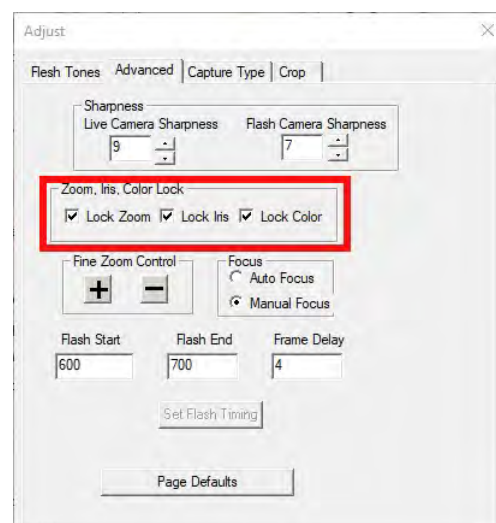 Adjust
Flesh Tones Advanced Capture Type Crop
Sharpness
Live Camera Sharpness Flash Camera Sharpness
9 7
Zoom, Iris, Color Lock
Lock Zoom Lock Iris Lock Color
Fine Zoom Control Focus
Auto Focus
+ − Manual Focus
Flash Start Flash End Frame Delay
600 700 4
Set Flash Timing
Page Defaults